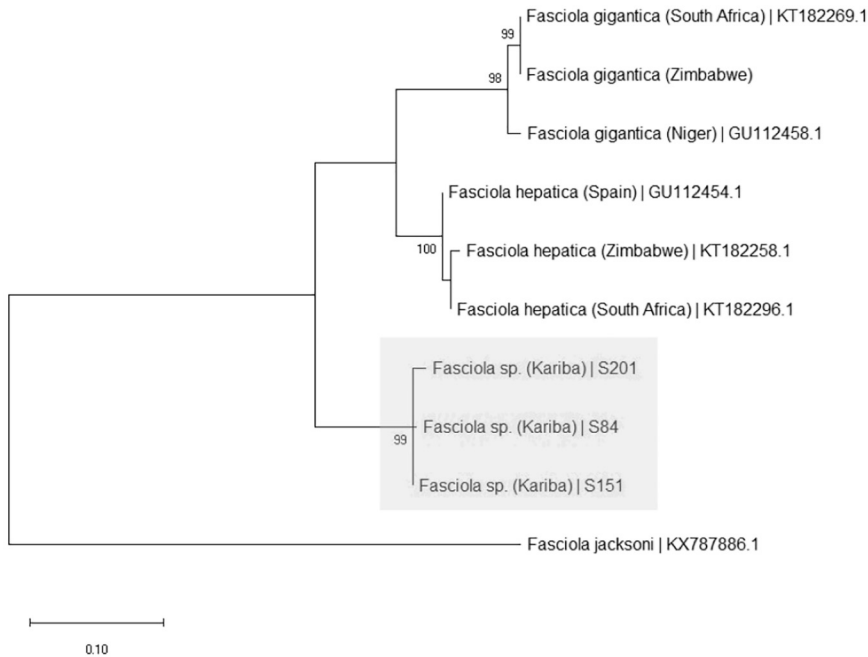 Fasciola gigantica (South Africa) | KT182269.1
99
98
Fasciola gigantica (Zimbabwe)
Fasciola gigantica (Niger) | GU112458.1
Fasciola hepatica (Spain) | GU112454.1
100
Fasciola hepatica (Zimbabwe) | KT182258.1
Fasciola hepatica (South Africa) | KT182296.1
Fasciola sp. (Kariba) | S201
Fasciola sp. (Kariba) | S84
99
Fasciola sp. (Kariba) | S151
Fasciola jacksoni | KX787886.1
0.10